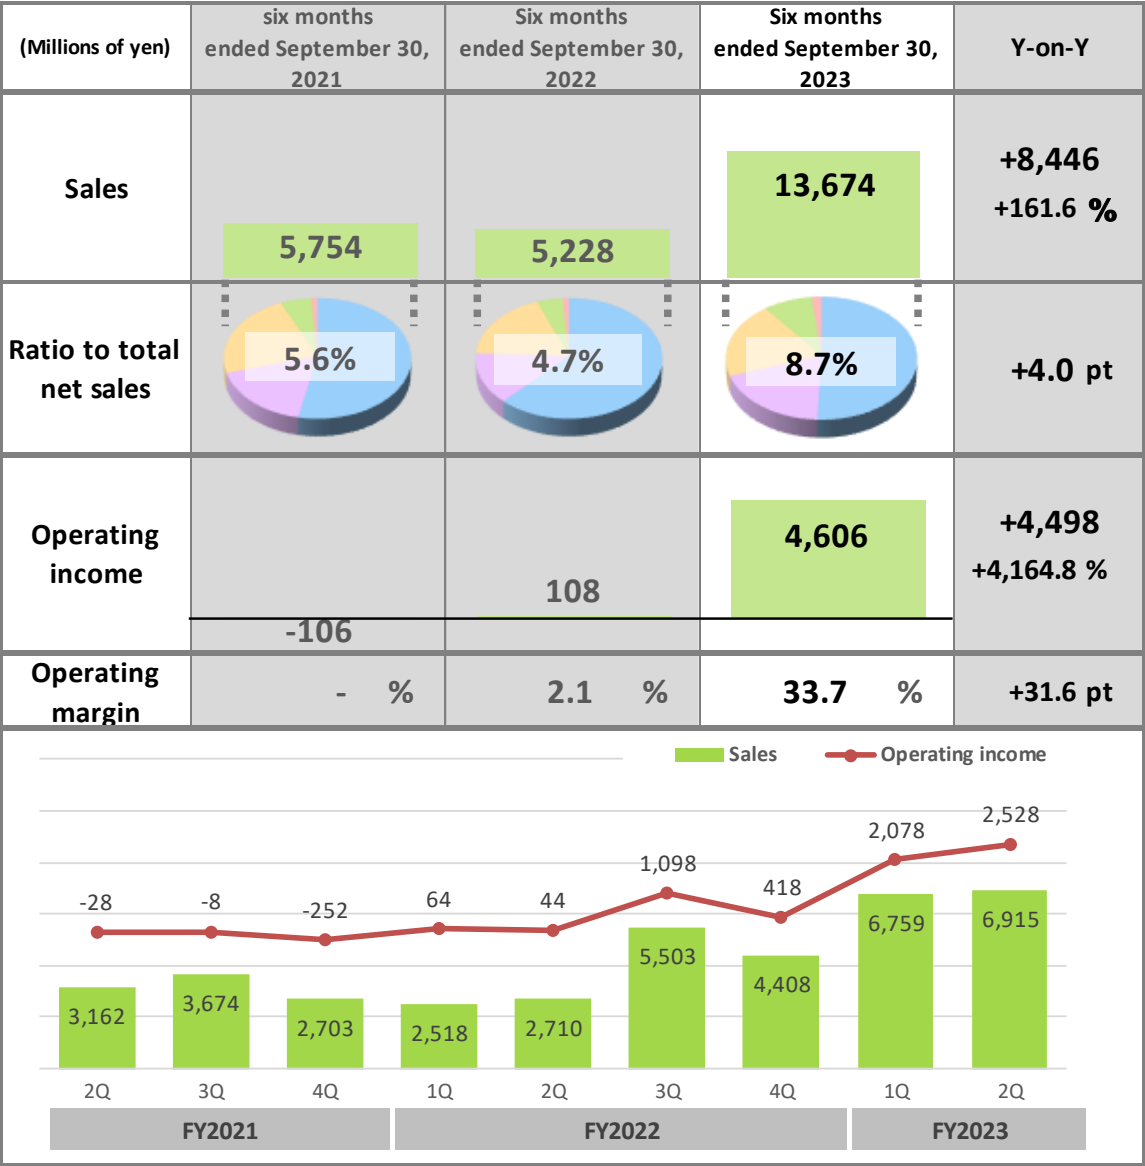 (Millions of yen)
six months
ended September 30,
2021
six months
ended September 30,
2022
Six months
ended September 30,
2023
Y-on-Y
Sales
5,754
5,228
13,674
+8,446
+161.6 %
Ratio to total
net sales
5.6%
4.7%
8.7%
+4.0 pt
Operating
income
-106
108
4,606
+4,498
+4,164.8 %
Operating
margin
- %
2.1 %
33.7 %
+31.6 pt
Sales
Operating income
-28
-8
-252
64
44
1,098
418
2,078
2,528
3,162
3,674
2,703
2,518
2,710
5,503
4,408
6,759
6,915
2Q
3Q
4Q
1Q
2Q
3Q
4Q
1Q
2Q
FY2021
FY2022
FY2023